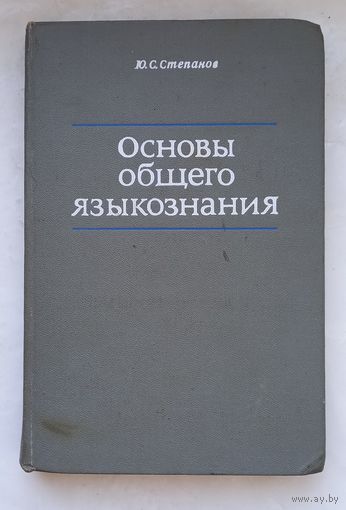 Ю.С.Степанов
Основы
общего
языкознания
www.ay.by